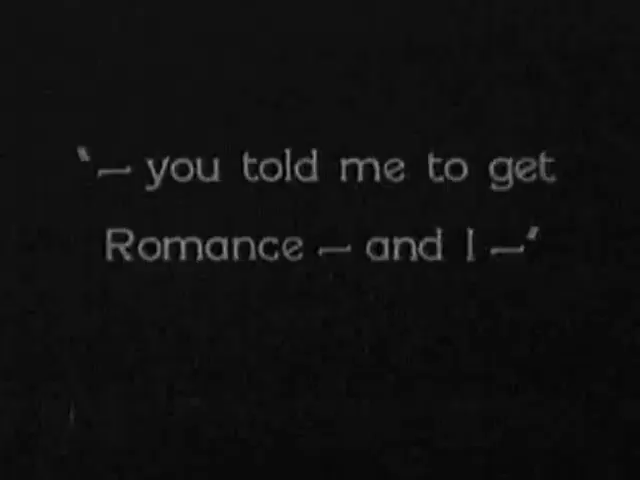 ‘— you told me to get
Romance — and I —’